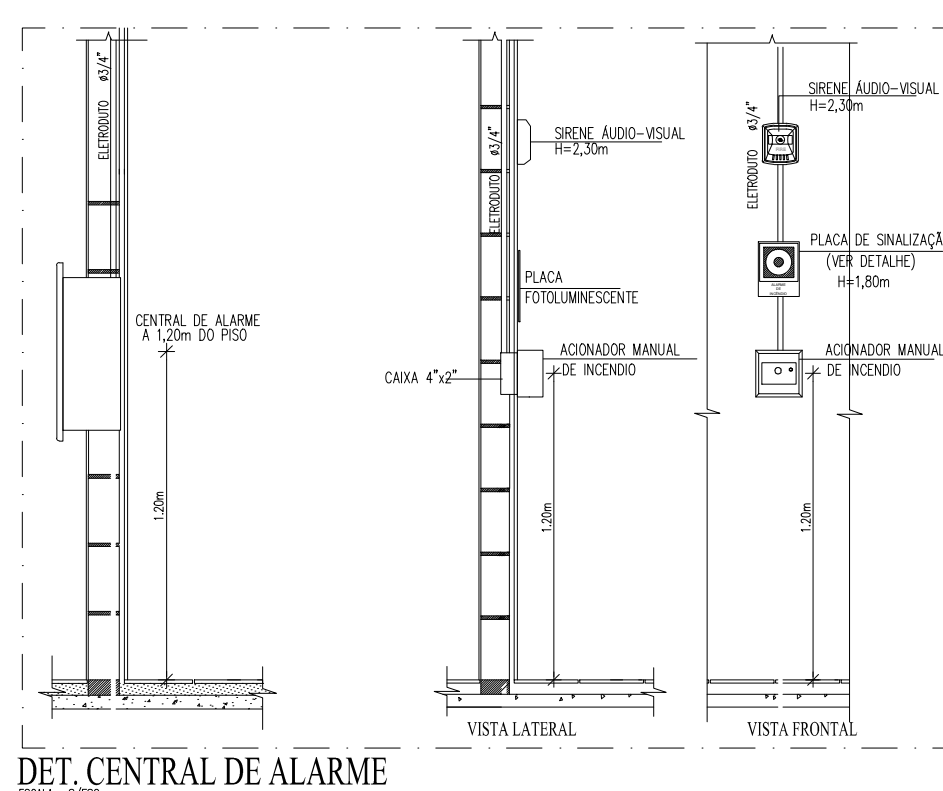 ELETRODUTO ø3/4"
CENTRAL DE ALARME
A 1,20m DO PISO
1.20m
ELETRODUTO ø3/4"
SIRENE ÁUDIO-VISUAL
H=2,30m
PLACA
FOTOLUMINESCENTE
ACIONADOR MANUAL
DE INCENDIO
CAIXA 4"x2"
1.20m
VISTA LATERAL
ELETRODUTO ø3/4"
SIRENE ÁUDIO-VISUAL
H=2,30m
PLACA DE SINALIZAÇÃ
(VER DETALHE)
H=1,80m
ALARME
DE
INCÊNDIO
ACIONADOR MANUAL
DE INCENDIO
1.20m
VISTA FRONTAL
DET. CENTRAL DE ALARME